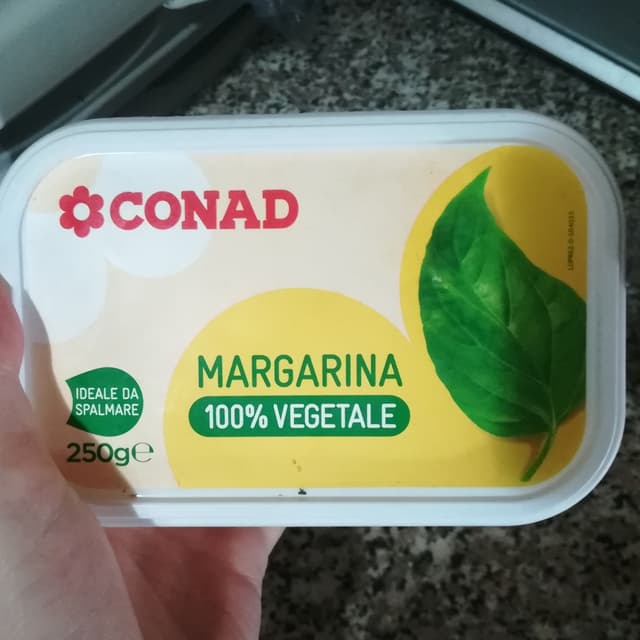 CONAD
MARGARINA
100% VEGETALE
IDEALE DA
SPALMARE
250g℮